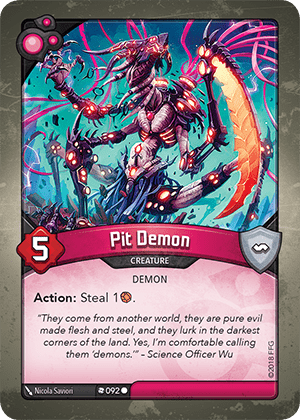 Pit Demon
CREATURE
5
DEMON
Action: Steal 1.
"They come from another world, they are pure evil
made flesh and steel, and they lurk in the darkest
corners of the land. Yes, I'm comfortable calling
them 'demons.'" - Science Officer Wu
Nicola Saviori
092
©2018 FFG